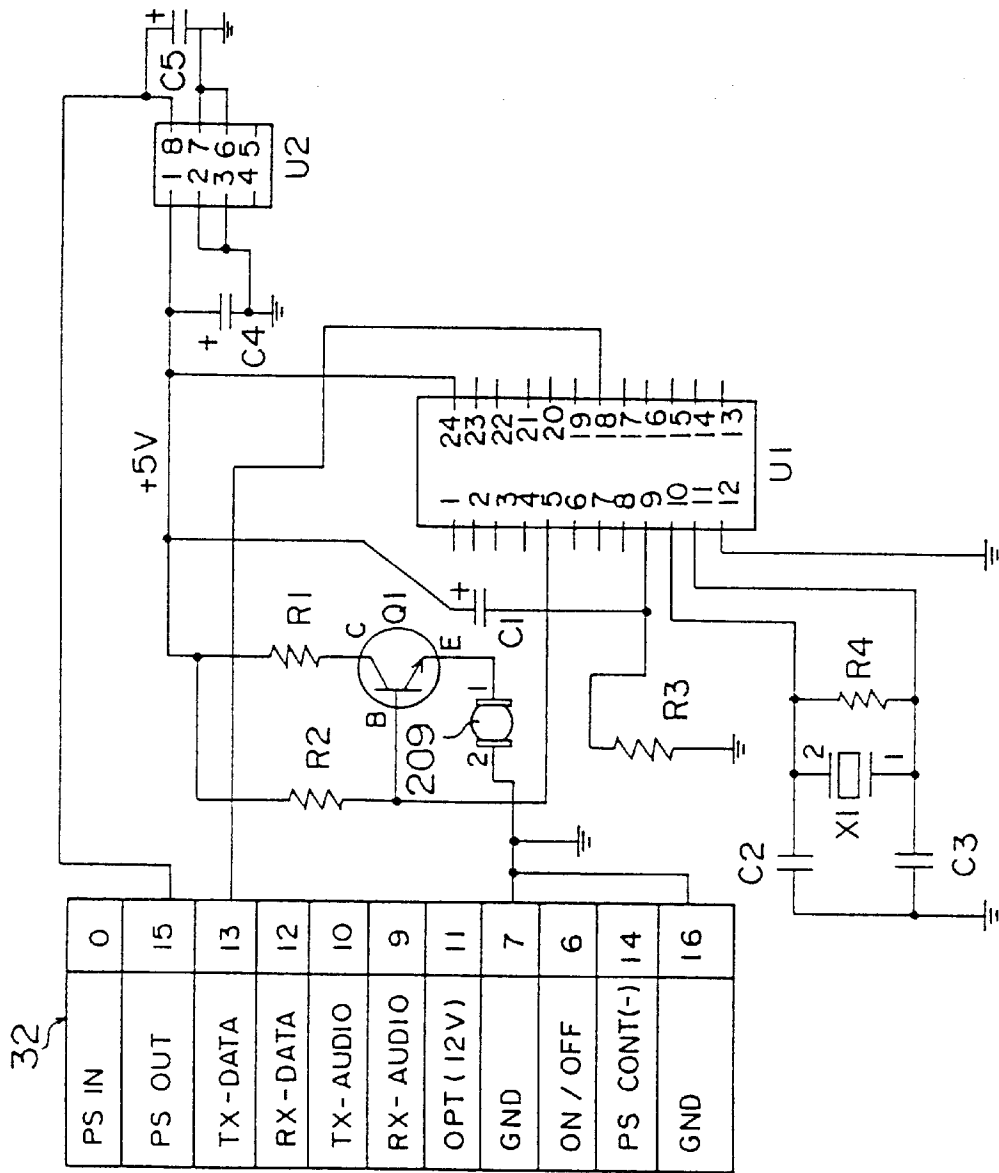 32
PS IN 0
PS OUT 15
TX-DATA 13
RX-DATA 12
TX-AUDIO 10
RX-AUDIO 9
OPT (12V) 11
GND 7
ON / OFF 6
PS CONT(-) 14
GND 16
+
C5
1 8
2 7
3 6
4 5
U2
+
C4
+5V
R1
C
Q1
B
E
R2
209
1
2
+
C1
R3
1 24
2 23
3 22
4 21
5 20
6 19
7 18
8 17
9 16
10 15
11 14
12 13
U1
C2
2
X1
1
R4
C3